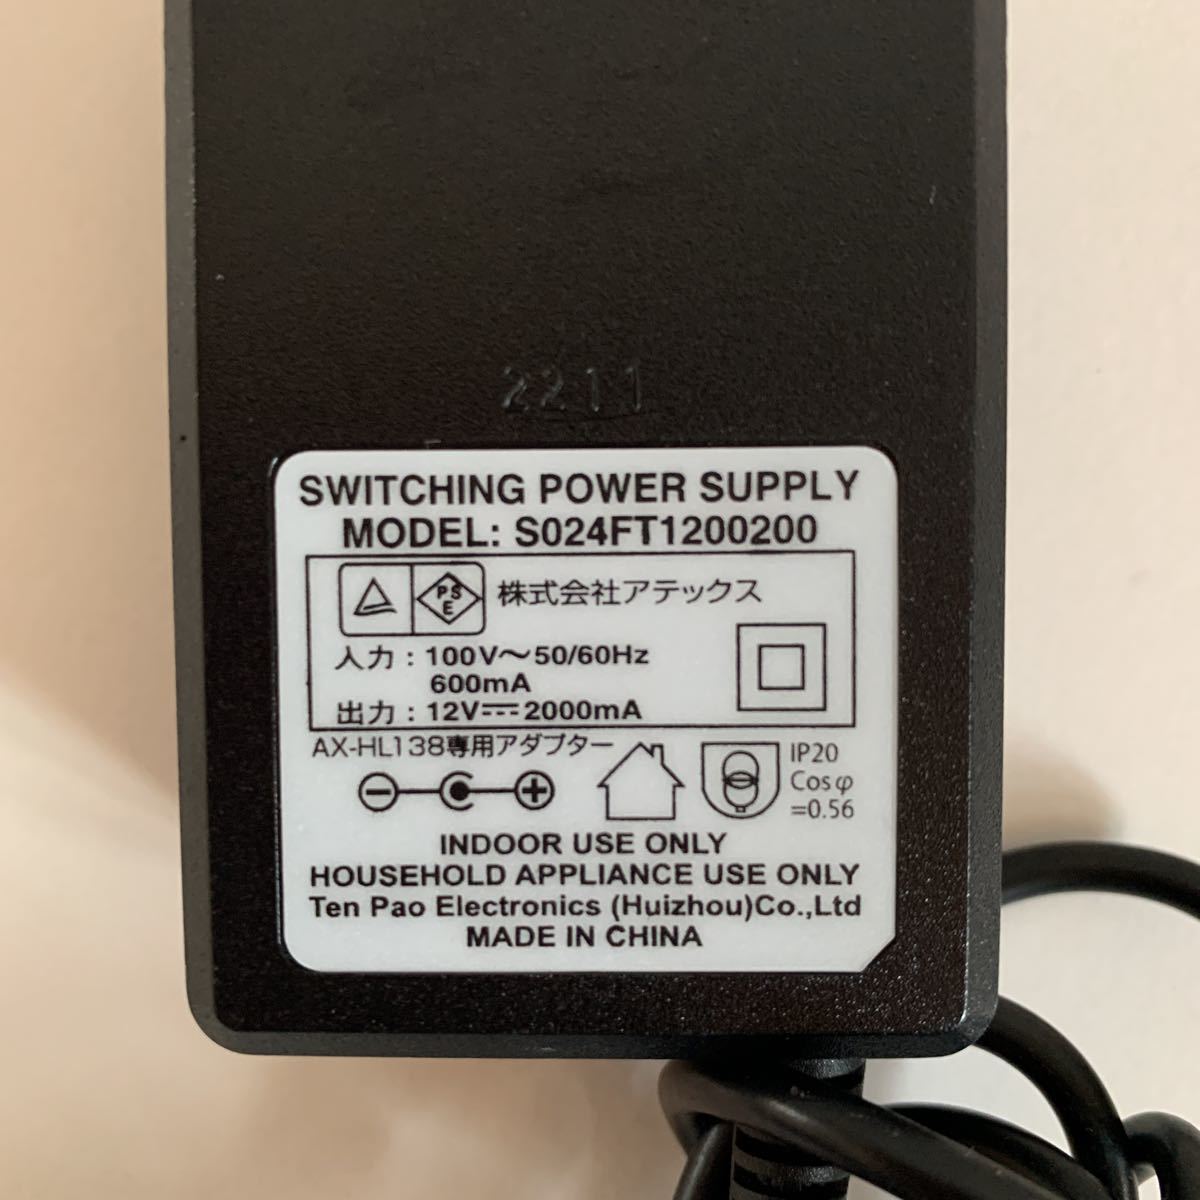 2211
SWITCHING POWER SUPPLY
MODEL: S024FT1200200
PSE 株式会社アテックス
入力：100V〜50/60Hz
600mA
出力：12V⎓2000mA
AX-HL138専用アダプター
IP20
Cosφ
=0.56
INDOOR USE ONLY
HOUSEHOLD APPLIANCE USE ONLY
Ten Pao Electronics (Huizhou)Co.,Ltd
MADE IN CHINA